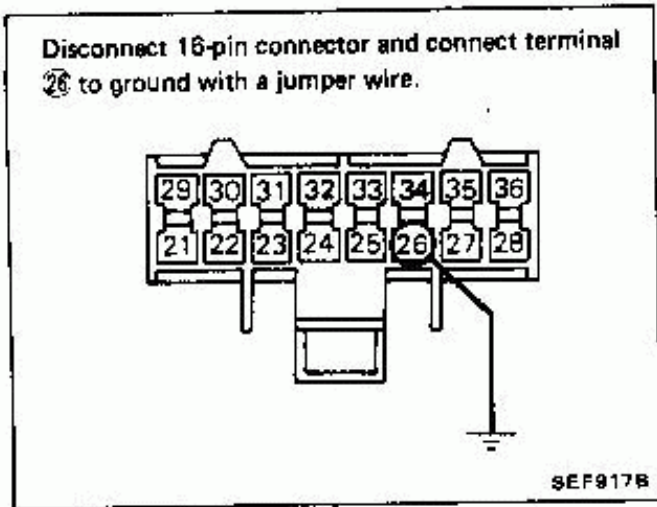 Disconnect 16-pin connector and connect terminal
㉖ to ground with a jumper wire.
29 30 31 32 33 34 35 36
21 22 23 24 25 26 27 28
SEF917B